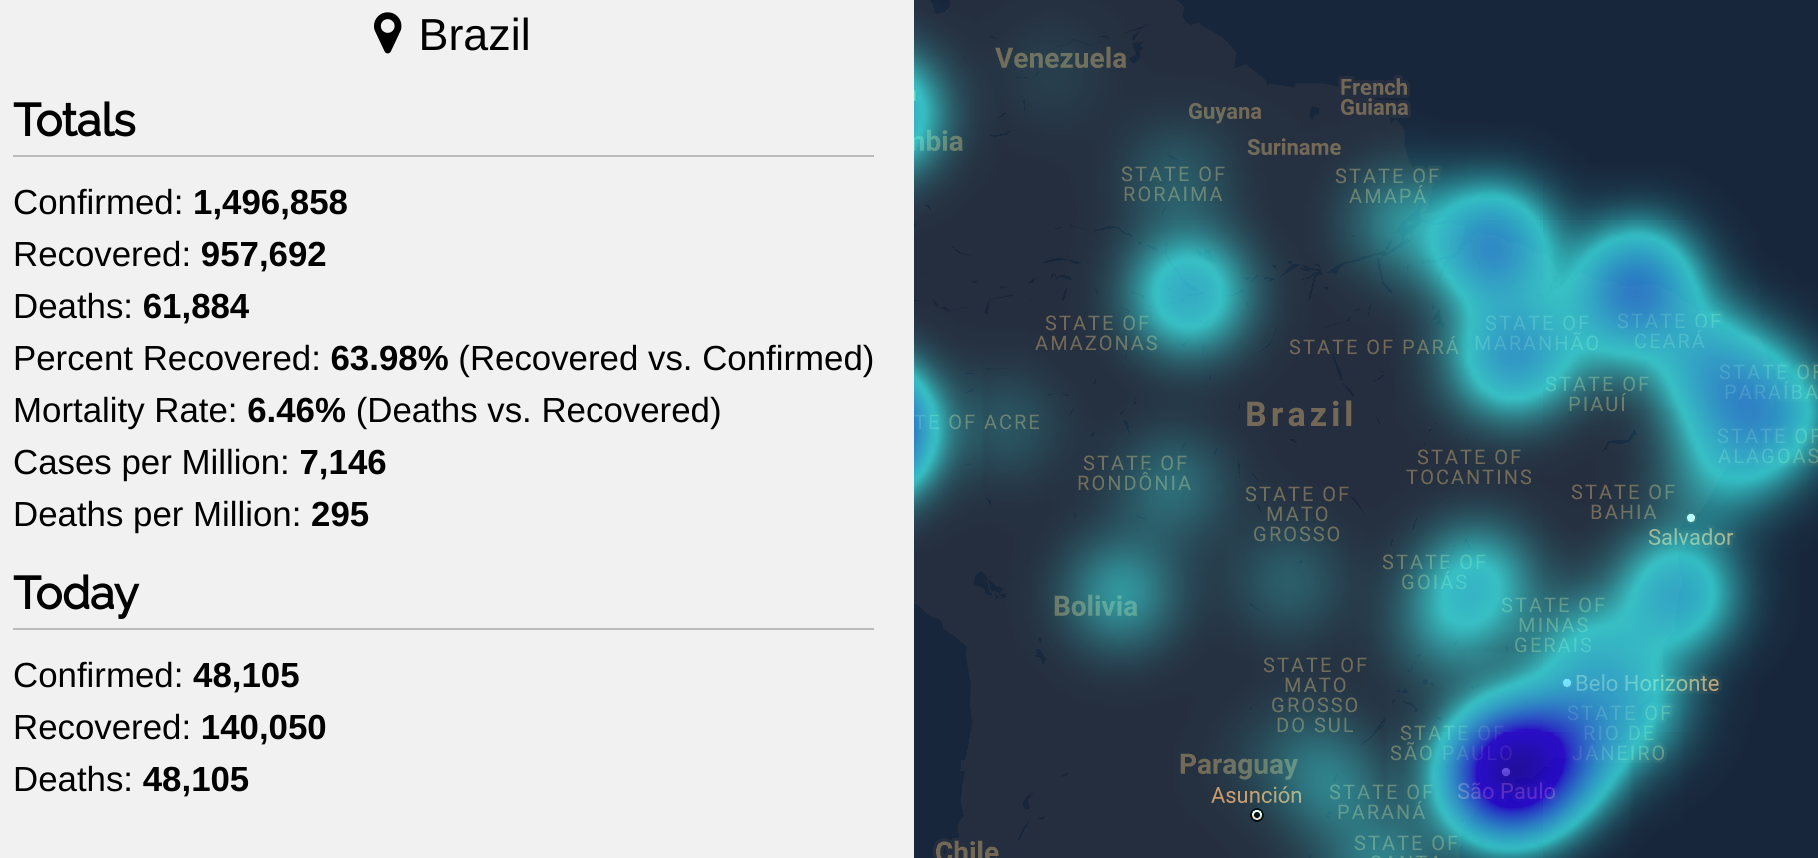 Brazil
Totals
Confirmed: 1,496,858
Recovered: 957,692
Deaths: 61,884
Percent Recovered: 63.98% (Recovered vs. Confirmed)
Mortality Rate: 6.46% (Deaths vs. Recovered)
Cases per Million: 7,146
Deaths per Million: 295
Today
Confirmed: 48,105
Recovered: 140,050
Deaths: 48,105
Venezuela
French
Guiana
Guyana
mbia
Suriname
STATE OF
RORAIMA
STATE OF
AMAPÁ
STATE OF
AMAZONAS
STATE OF PARÁ
STATE OF
MARANHÃO
STATE OF
CEARÁ
STATE OF
PARAÍBA
STATE OF
PIAUÍ
Brazil
TE OF ACRE
STATE OF
ALAGOAS
STATE OF
RONDÔNIA
STATE OF
TOCANTINS
STATE OF
MATO
GROSSO
STATE OF
BAHIA
Salvador
STATE OF
GOIÁS
Bolivia
STATE OF
MINAS
GERAIS
STATE OF
MATO
GROSSO
DO SUL
Belo Horizonte
STATE OF
RIO DE
JANEIRO
STATE OF
SÃO PAULO
Paraguay
Asunción
São Paulo
STATE OF
PARANÁ
STATE OF
Chile